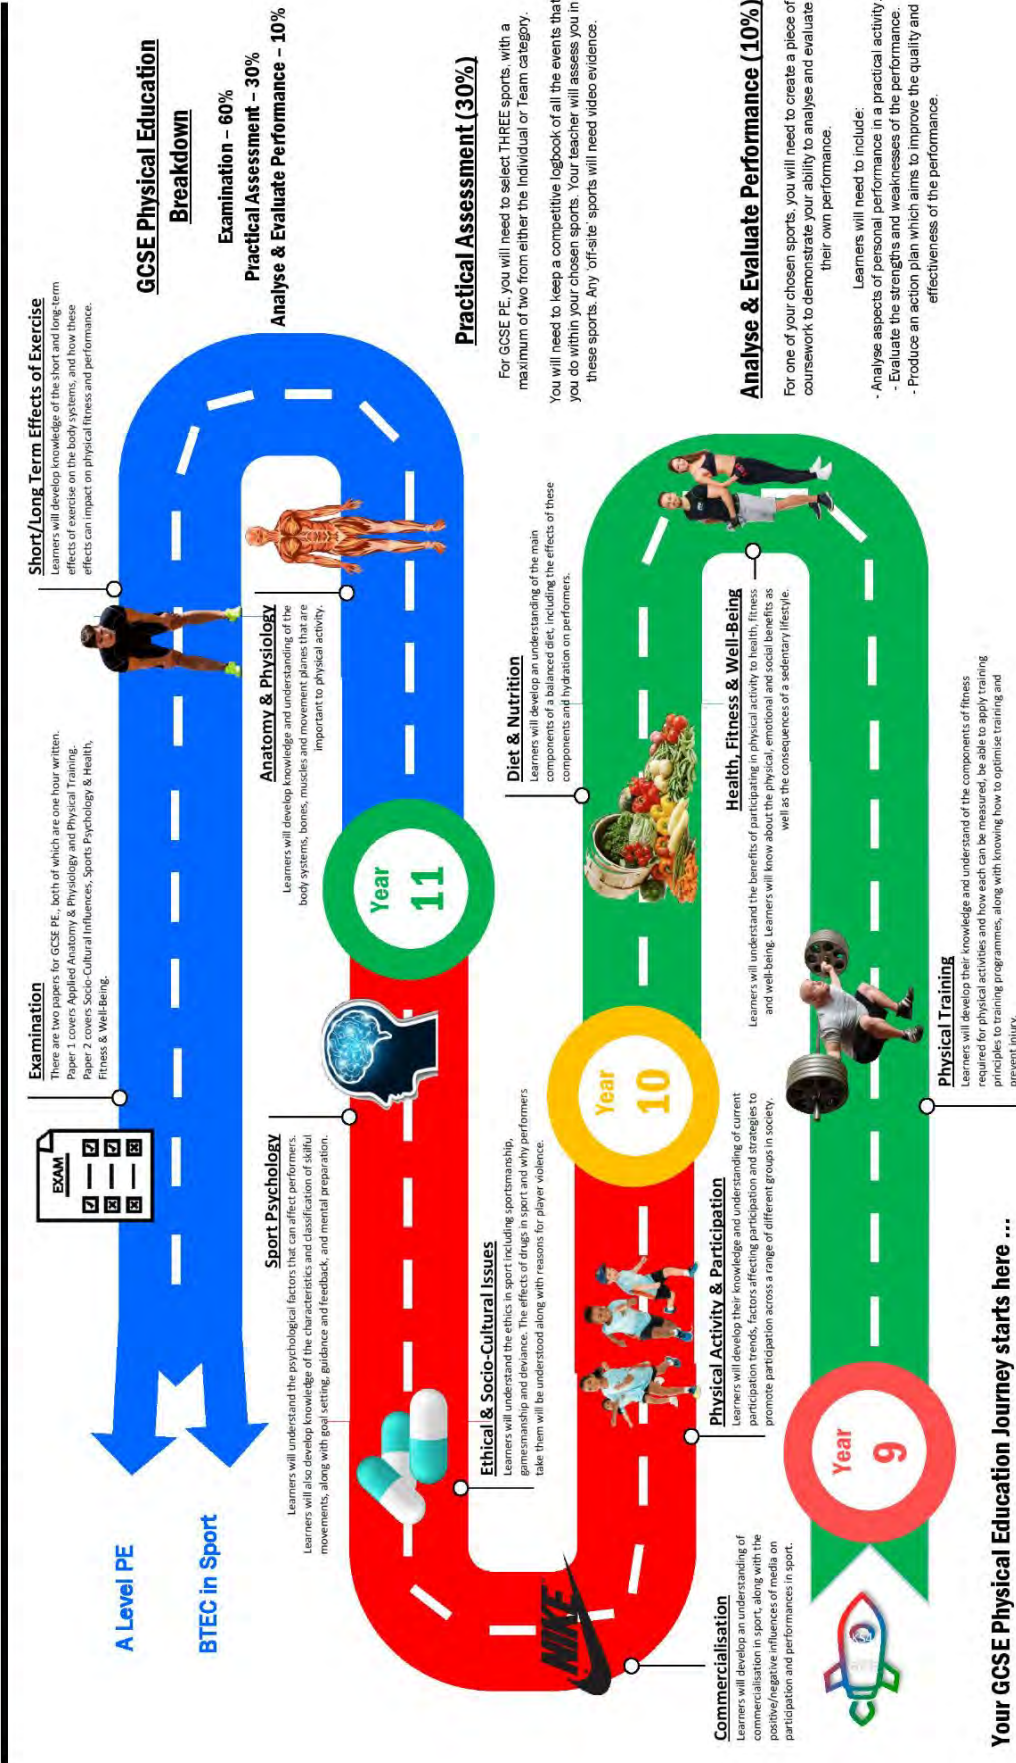 GCSE Physical Education
Breakdown
Examination – 60%
Practical Assessment – 30%
Analyse & Evaluate Performance – 10%
Short/Long Term Effects of Exercise
Learners will develop knowledge of the short and long-term
effects of exercise on the body systems, and how these
effects can impact on physical fitness and performance.
Examination
There are two papers for GCSE PE., both of which are one hour written.
Paper 1 covers Applied Anatomy & Physiology and Physical Training.
Paper 2 covers Socio-Cultural Influences, Sports Psychology & Health,
Fitness & Well-Being.
EXAM
A Level PE
BTEC in Sport
Anatomy & Physiology
Learners will develop knowledge and understanding of the
body systems, bones, muscles and movement planes that are
important to physical activity.
Year
11
Sport Psychology
Learners will understand the psychological factors that can affect performers.
Learners will also develop knowledge of the characteristics and classification of skilful
movements, along with goal setting, guidance and feedback, and mental preparation.
Practical Assessment (30%)
For GCSE PE, you will need to select THREE sports, with a
maximum of two from either the Individual or Team category.
You will need to keep a competitive logbook of all the events that
you do within your chosen sports. Your teacher will assess you in
these sports. Any 'off-site' sports will need video evidence.
Ethical & Socio-Cultural Issues
Learners will understand the ethics in sport including sportsmanship,
gamesmanship and deviance. The effects of drugs in sport and why performers
take them will be understood along with reasons for player violence.
Diet & Nutrition
Learners will develop an understanding of the main
components of a balanced diet, including the effects of these
components and hydration on performers.
NIKE
Year
10
Commercialisation
Learners will develop an understanding of
commercialisation in sport, along with the
positive/negative influences of media on
participation and performances in sport.
Physical Activity & Participation
Learners will develop their knowledge and understanding of current
participation trends, factors affecting participation and strategies to
promote participation across a range of different groups in society.
Health, Fitness & Well-Being
Learners will understand the benefits of participating in physical activity to health, fitness
and well-being. Learners will know about the physical, emotional and social benefits as
well as the consequences of a sedentary lifestyle.
Analyse & Evaluate Performance (10%)
For one of your chosen sports, you will need to create a piece of
coursework to demonstrate your ability to analyse and evaluate
their own performance.
Learners will need to include:
- Analyse aspects of personal performance in a practical activity.
- Evaluate the strengths and weaknesses of the performance.
- Produce an action plan which aims to improve the quality and
effectiveness of the performance.
Year
9
Physical Training
Learners will develop their knowledge and understand of the components of fitness
required for physical activities and how each can be measured, be able to apply training
principles to training programmes, along with knowing how to optimise training and
prevent injury.
Your GCSE Physical Education Journey starts here ...